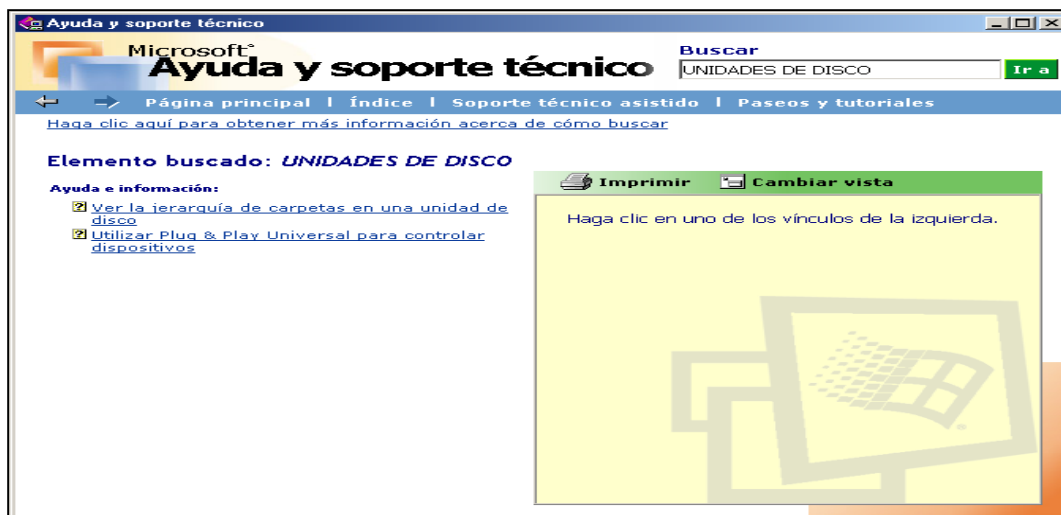 Ayuda y soporte técnico
Microsoft®
Ayuda y soporte técnico
Buscar
UNIDADES DE DISCO
Ir a
Página principal | Índice | Soporte técnico asistido | Paseos y tutoriales
Haga clic aquí para obtener más información acerca de cómo buscar
Elemento buscado: UNIDADES DE DISCO
Ayuda e información:
Ver la jerarquía de carpetas en una unidad de
disco
Utilizar Plug & Play Universal para controlar
dispositivos
Imprimir Cambiar vista
Haga clic en uno de los vínculos de la izquierda.